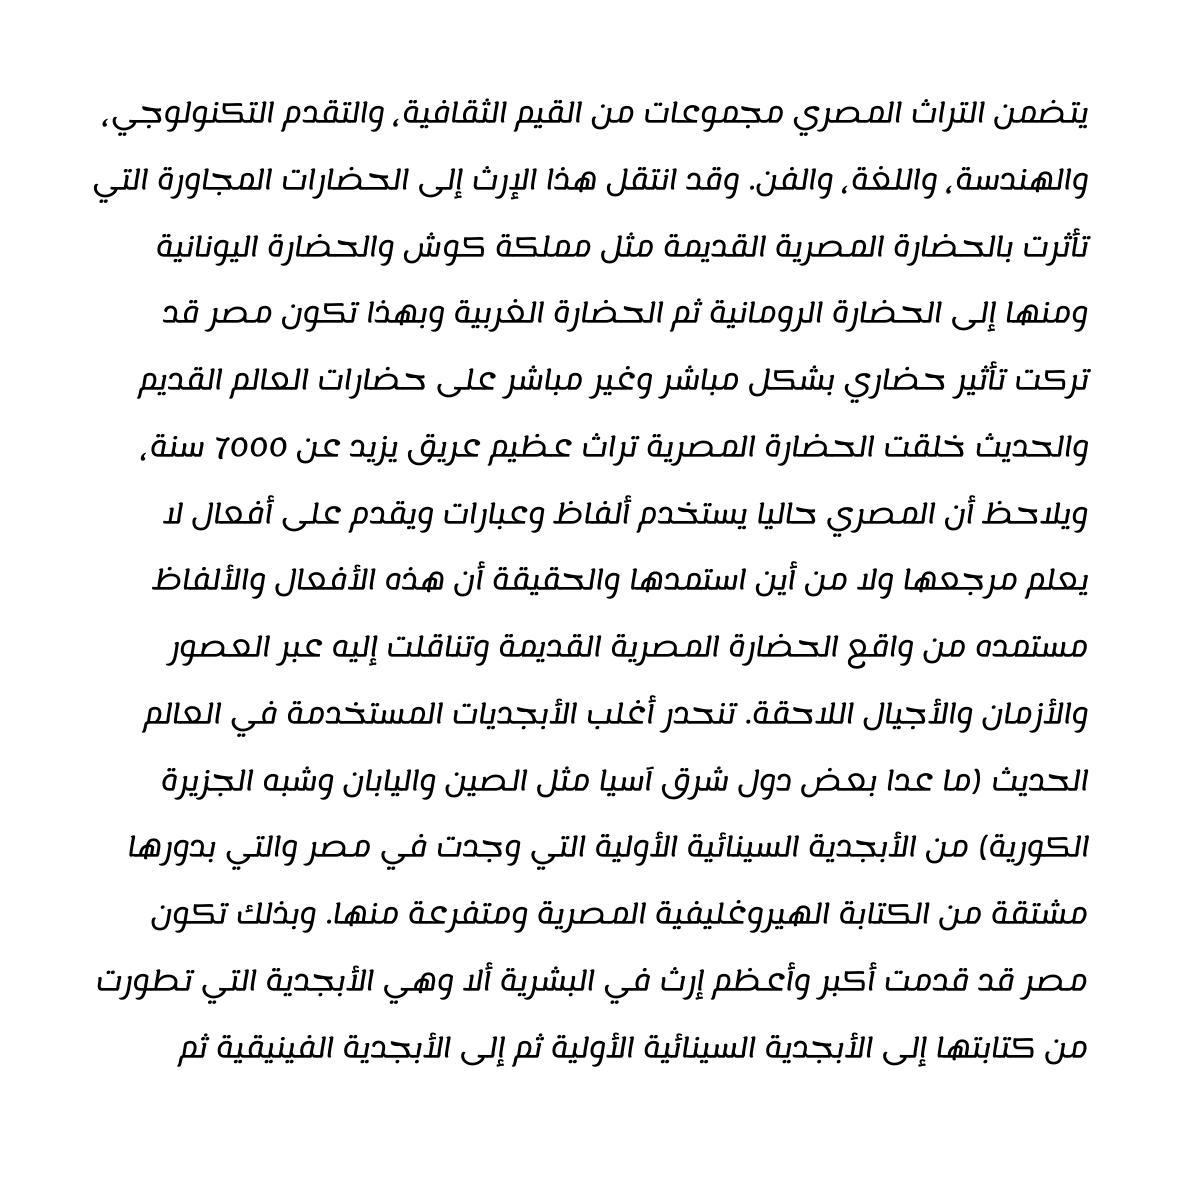 يتضمن التراث المصري مجموعات من القيم الثقافية، والتقدم التكنولوجي،
والهندسة، واللغة، والفن. وقد انتقل هذا الإرث إلى الحضارات المجاورة التي
تأثرت بالحضارة المصرية القديمة مثل مملكة كوش والحضارة اليونانية
ومنها إلى الحضارة الرومانية ثم الحضارة الغربية وبهذا تكون مصر قد
تركت تأثير حضاري بشكل مباشر وغير مباشر على حضارات العالم القديم
والحديث خلقت الحضارة المصرية تراث عظيم عريق يزيد عن 7000 سنة،
ويلاحظ أن المصري حاليا يستخدم ألفاظ وعبارات ويقدم على أفعال لا
يعلم مرجعها ولا من أين استمدها والحقيقة أن هذه الأفعال والألفاظ
مستمده من واقع الحضارة المصرية القديمة وتناقلت إليه عبر العصور
والأزمان والأجيال اللاحقة. تنحدر أغلب الأبجديات المستخدمة في العالم
الحديث (ما عدا بعض دول شرق آسيا مثل الصين واليابان وشبه الجزيرة
الكورية) من الأبجدية السينائية الأولية التي وجدت في مصر والتي بدورها
مشتقة من الكتابة الهيروغليفية المصرية ومتفرعة منها. وبذلك تكون
مصر قد قدمت أكبر وأعظم إرث في البشرية ألا وهي الأبجدية التي تطورت
من كتابتها إلى الأبجدية السينائية الأولية ثم إلى الأبجدية الفينيقية ثم